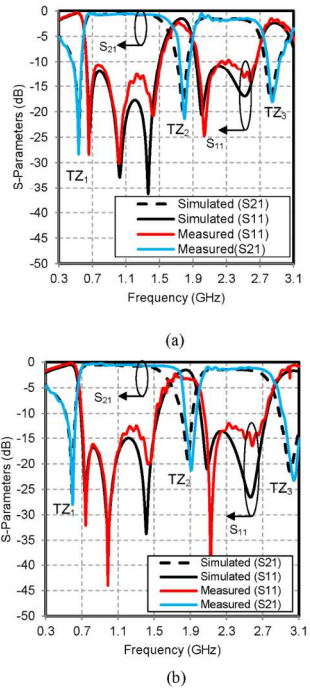 0
-5
-10
-15
-20
-25
-30
-35
-40
-45
-50
S-Parameters (dB)
S21
TZ1
TZ2
TZ3
S11
Simulated (S21)
Simulated (S11)
Measured (S11)
Measured(S21)
0.3 0.7 1.1 1.5 1.9 2.3 2.7 3.1
Frequency (GHz)
(a)
0
-5
-10
-15
-20
-25
-30
-35
-40
-45
-50
S-Parameters (dB)
S21
TZ1
TZ2
TZ3
S11
Simulated (S21)
Simulated (S11)
Measured (S11)
Measured (S21)
0.3 0.7 1.1 1.5 1.9 2.3 2.7 3.1
Frequency (GHz)
(b)